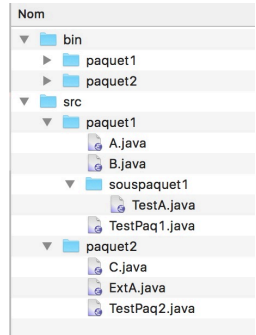 Nom
bin
paquet1
paquet2
src
paquet1
A.java
B.java
souspaquet1
TestA.java
TestPaq1.java
paquet2
C.java
ExtA.java
TestPaq2.java